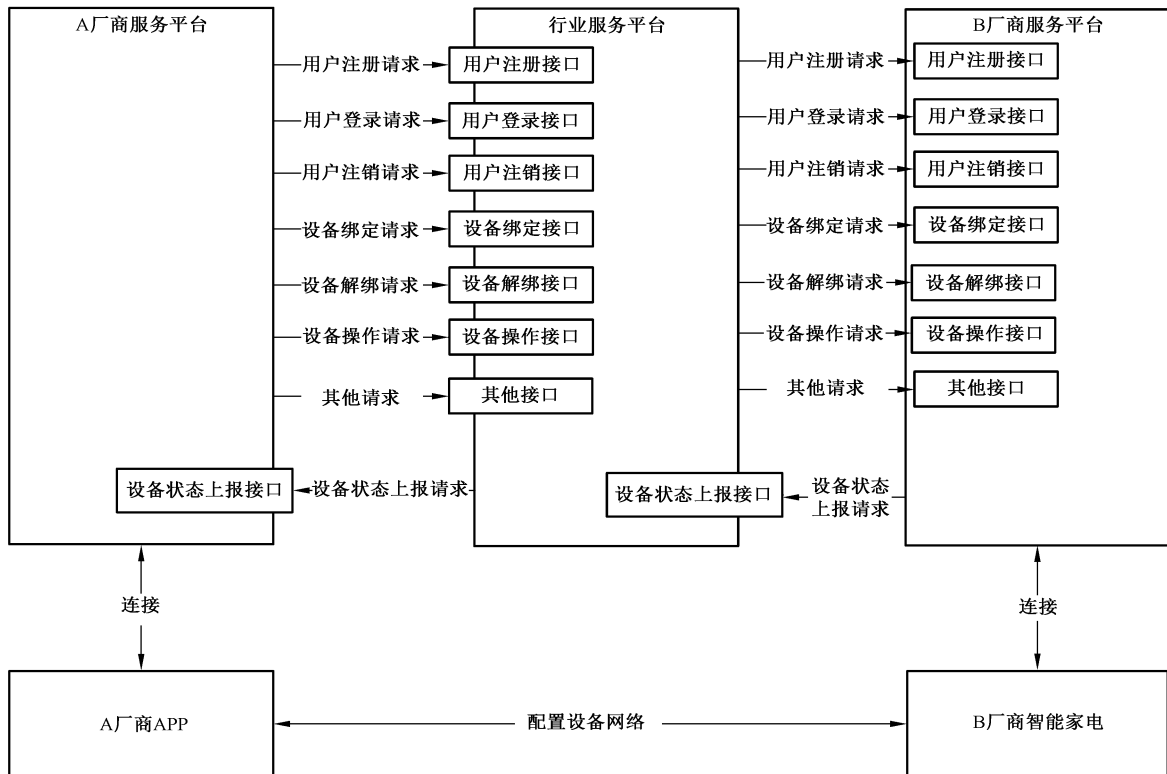 A厂商服务平台
行业服务平台
B厂商服务平台
用户注册请求
用户注册接口
用户注册请求
用户注册接口
用户登录请求
用户登录接口
用户登录请求
用户登录接口
用户注销请求
用户注销接口
用户注销请求
用户注销接口
设备绑定请求
设备绑定接口
设备绑定请求
设备绑定接口
设备解绑请求
设备解绑接口
设备解绑请求
设备解绑接口
设备操作请求
设备操作接口
设备操作请求
设备操作接口
其他请求
其他接口
其他请求
其他接口
设备状态上报接口
设备状态上报请求
设备状态上报接口
设备状态
上报请求
连接
连接
A厂商APP
配置设备网络
B厂商智能家电